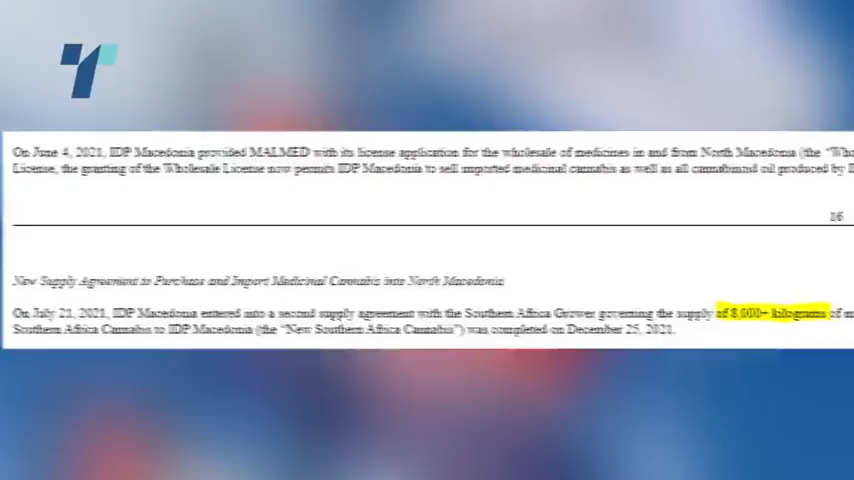 On June 4, 2021, IDP Macedonia provided MALMED with its license application for the wholesale of medicines in and from North Macedonia (the "Who
License, the granting of the Wholesale License now permits IDP Macedonia to sell imported medicinal cannabis as well as all cannabinoid oil produced by I
16
New Supply Agreement to Purchase and Import Medicinal Cannabis into North Macedonia
On July 21, 2021, IDP Macedonia entered into a second supply agreement with the Southern Africa Grower governing the supply of 8,000+ kilograms of m
Southern Africa Cannabis to IDP Macedonia (the "New Southern Africa Cannabis") was completed on December 25, 2021.